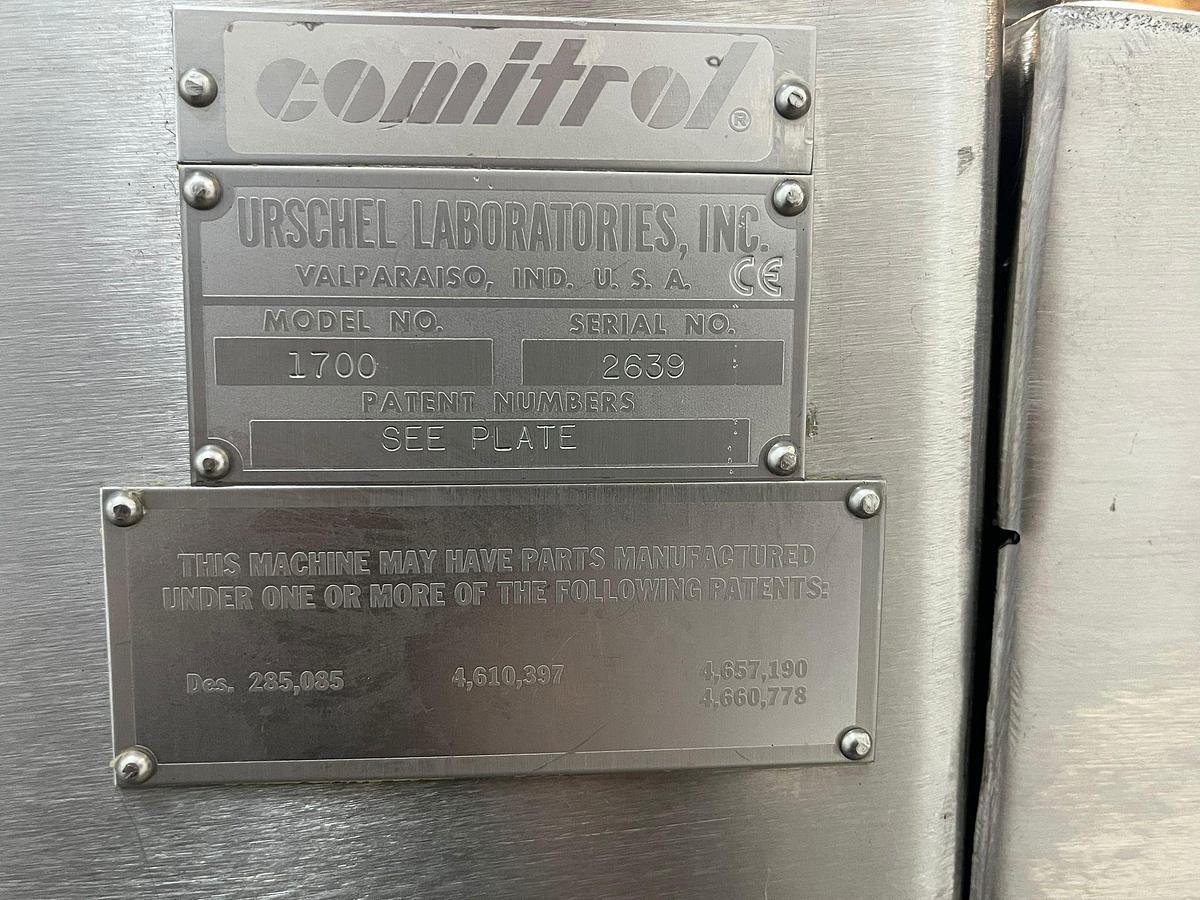 comitrol®
URSCHEL LABORATORIES, INC.
VALPARAISO, IND. U. S. A. CE
MODEL NO. SERIAL NO.
1700 2639
PATENT NUMBERS
SEE PLATE
THIS MACHINE MAY HAVE PARTS MANUFACTURED
UNDER ONE OR MORE OF THE FOLLOWING PATENTS:
Des. 285,085 4,610,397 4,657,190
4,660,778